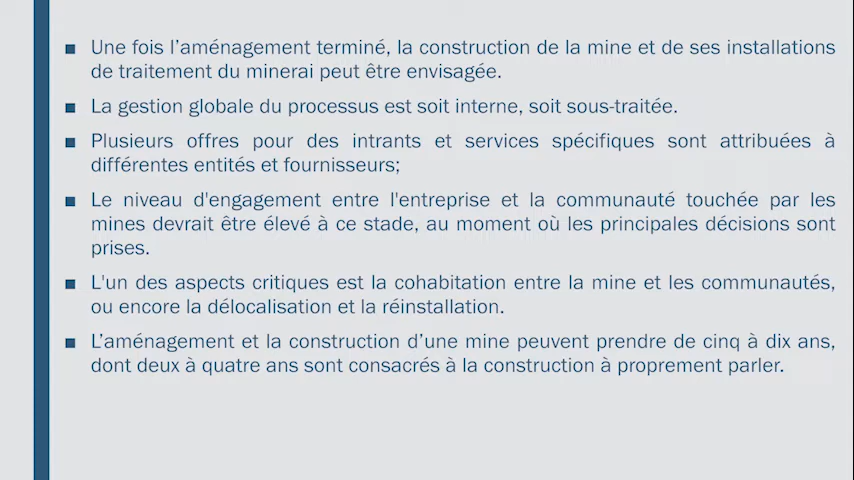 ■ Une fois l’aménagement terminé, la construction de la mine et de ses installations
de traitement du minerai peut être envisagée.
■ La gestion globale du processus est soit interne, soit sous-traitée.
■ Plusieurs offres pour des intrants et services spécifiques sont attribuées à
différentes entités et fournisseurs;
■ Le niveau d'engagement entre l'entreprise et la communauté touchée par les
mines devrait être élevé à ce stade, au moment où les principales décisions sont
prises.
■ L'un des aspects critiques est la cohabitation entre la mine et les communautés,
ou encore la délocalisation et la réinstallation.
■ L’aménagement et la construction d’une mine peuvent prendre de cinq à dix ans,
dont deux à quatre ans sont consacrés à la construction à proprement parler.